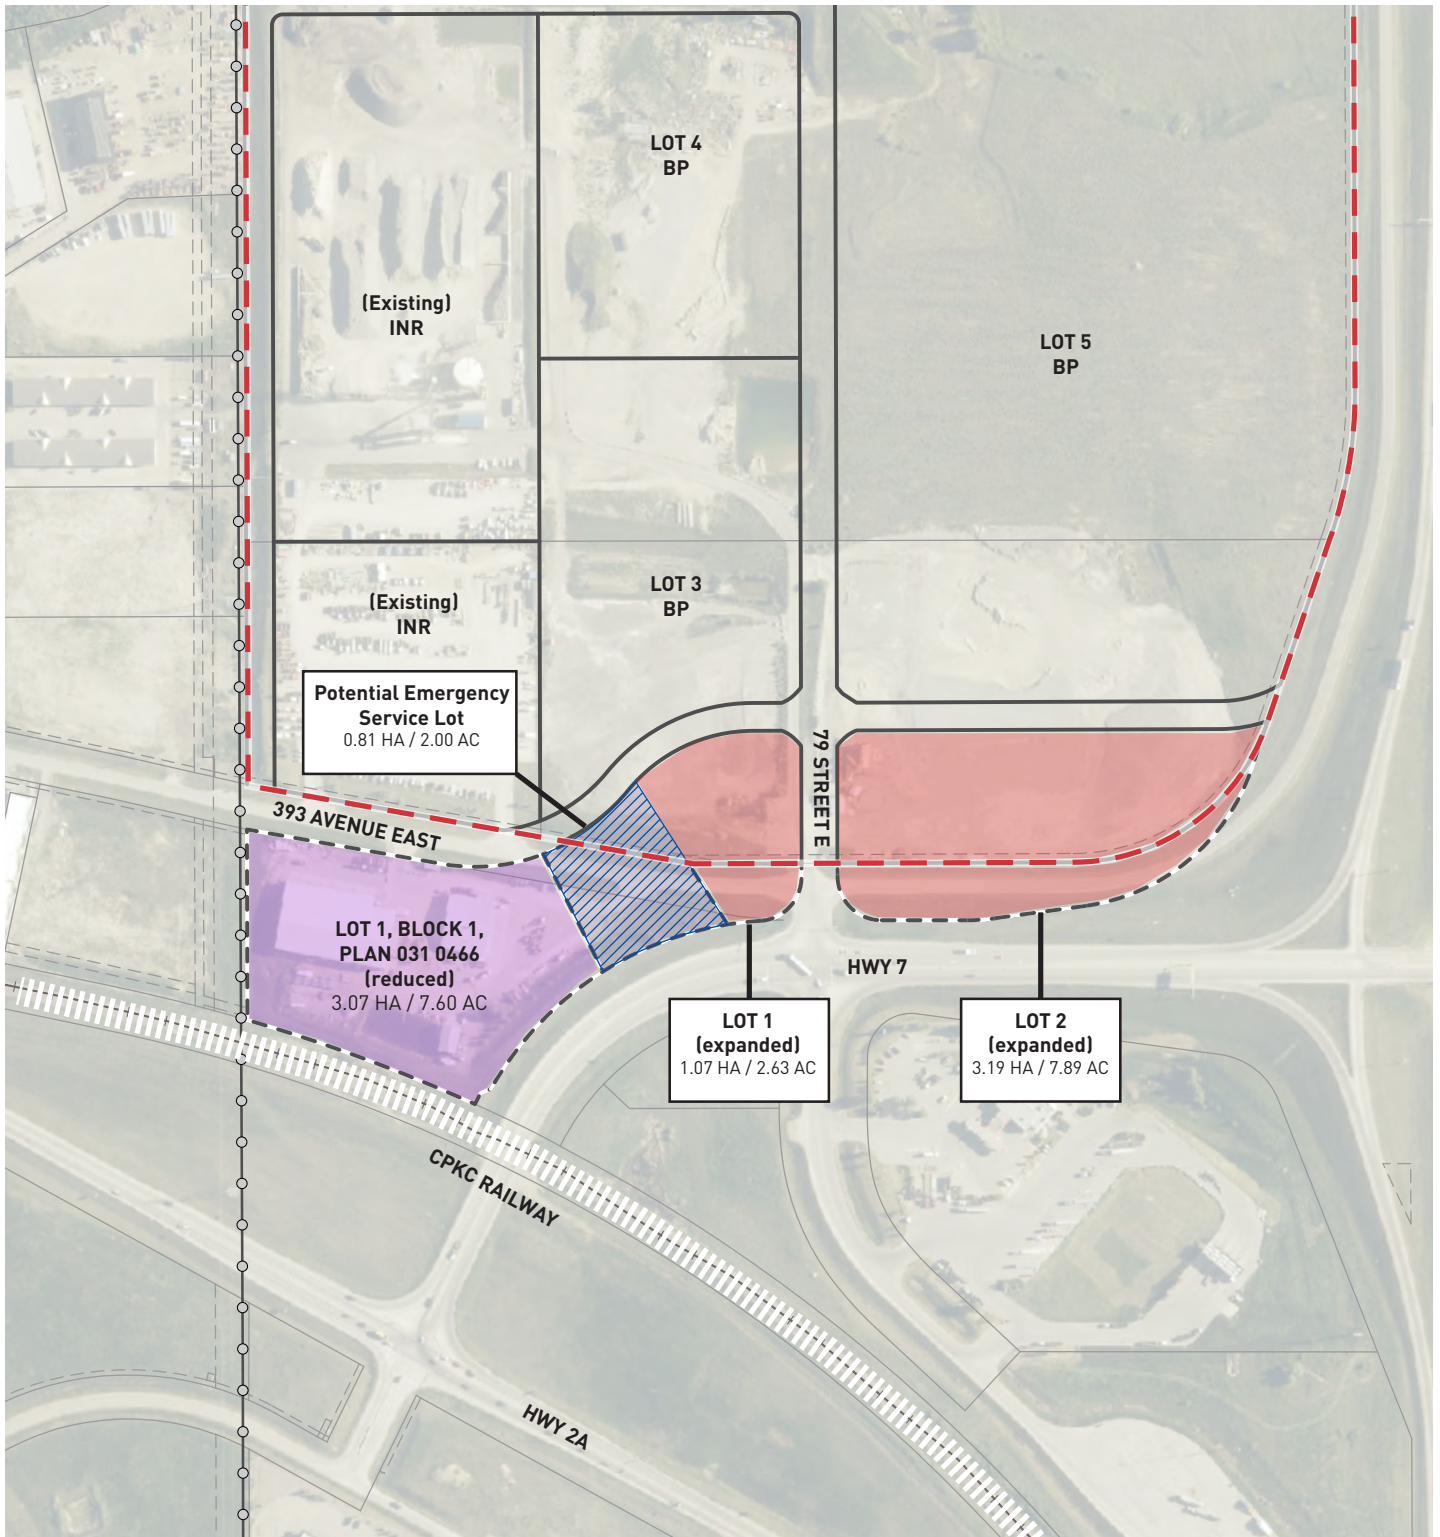 LOT 4
BP
(Existing)
INR
LOT 5
BP
(Existing)
INR
LOT 3
BP
Potential Emergency
Service Lot
0.81 HA / 2.00 AC
79 STREET E
393 AVENUE EAST
LOT 1, BLOCK 1,
PLAN 031 0466
(reduced)
3.07 HA / 7.60 AC
HWY 7
LOT 1
(expanded)
1.07 HA / 2.63 AC
LOT 2
(expanded)
3.19 HA / 7.89 AC
CPKC RAILWAY
HWY 2A